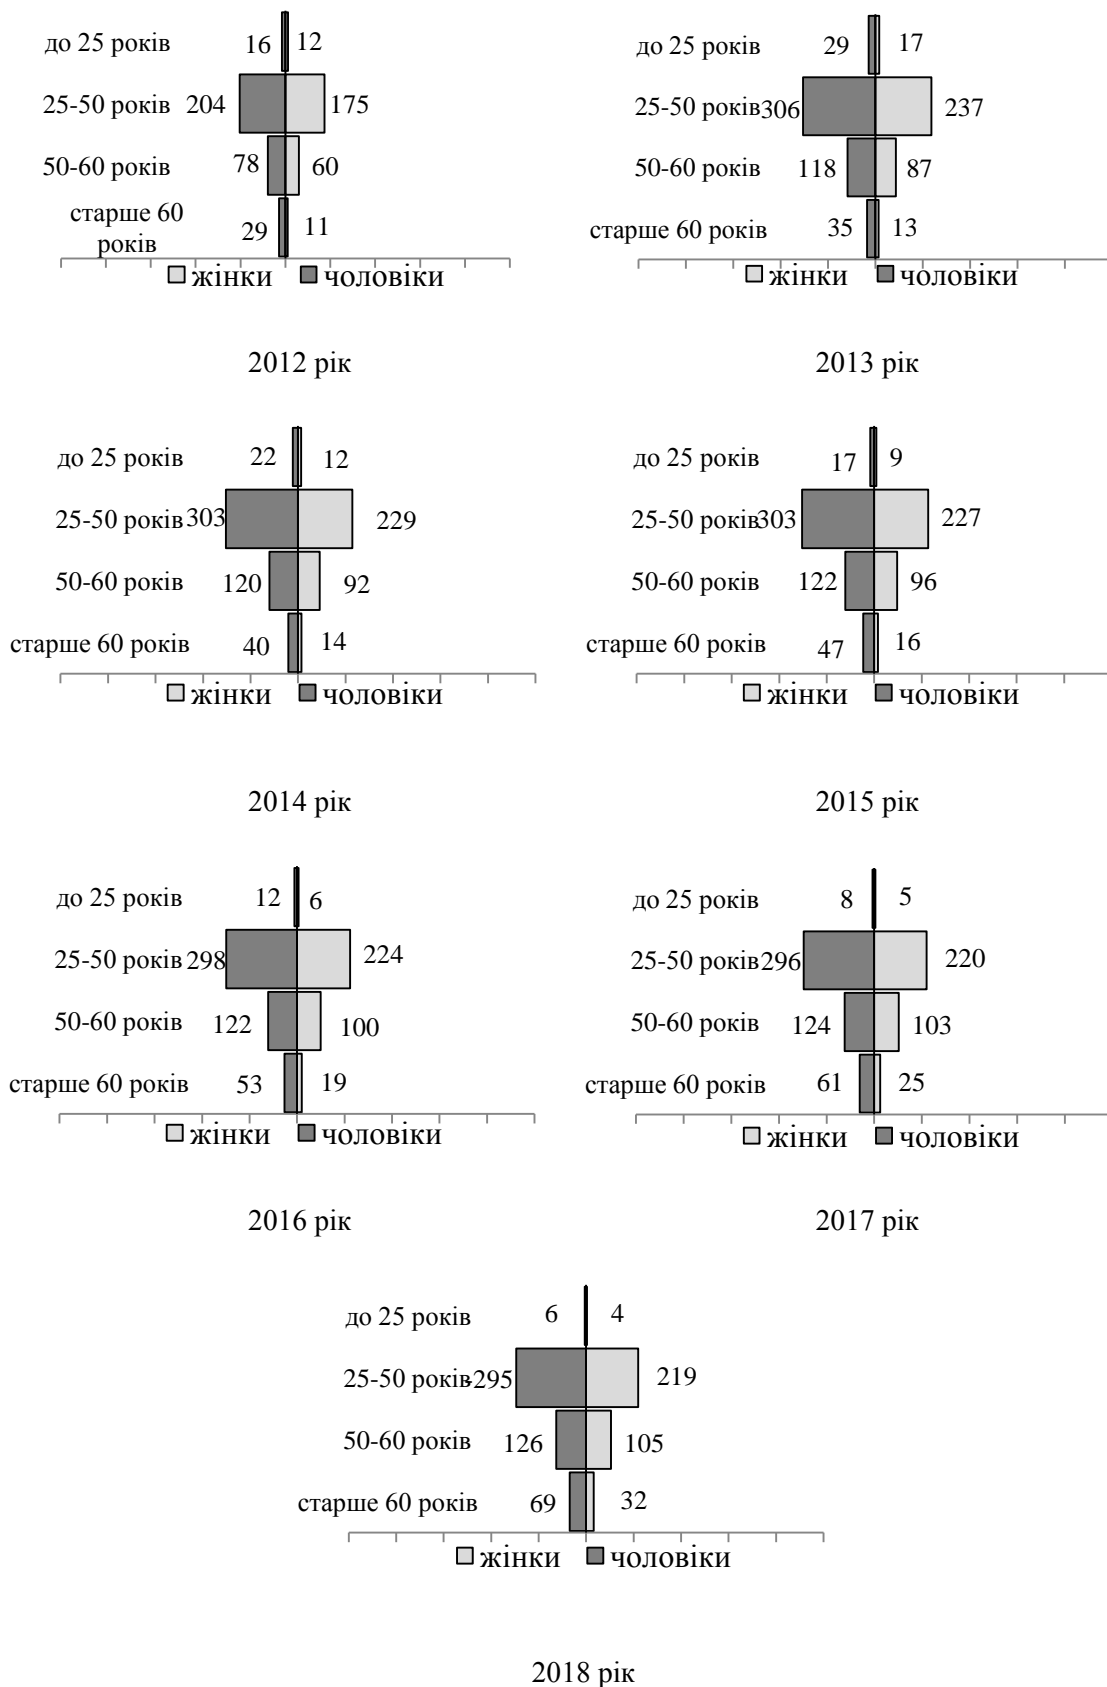 до 25 років 16 12
25-50 років 204 175
50-60 років 78 60
старше 60
років 29 11
жінки чоловіки
2012 рік
до 25 років 29 17
25-50 років 306 237
50-60 років 118 87
старше 60 років 35 13
жінки чоловіки
2013 рік
до 25 років 22 12
25-50 років 303 229
50-60 років 120 92
старше 60 років 40 14
жінки чоловіки
2014 рік
до 25 років 17 9
25-50 років 303 227
50-60 років 122 96
старше 60 років 47 16
жінки чоловіки
2015 рік
до 25 років 12 6
25-50 років 298 224
50-60 років 122 100
старше 60 років 53 19
жінки чоловіки
2016 рік
до 25 років 8 5
25-50 років 296 220
50-60 років 124 103
старше 60 років 61 25
жінки чоловіки
2017 рік
до 25 років 6 4
25-50 років -295 219
50-60 років 126 105
старше 60 років 69 32
жінки чоловіки
2018 рік